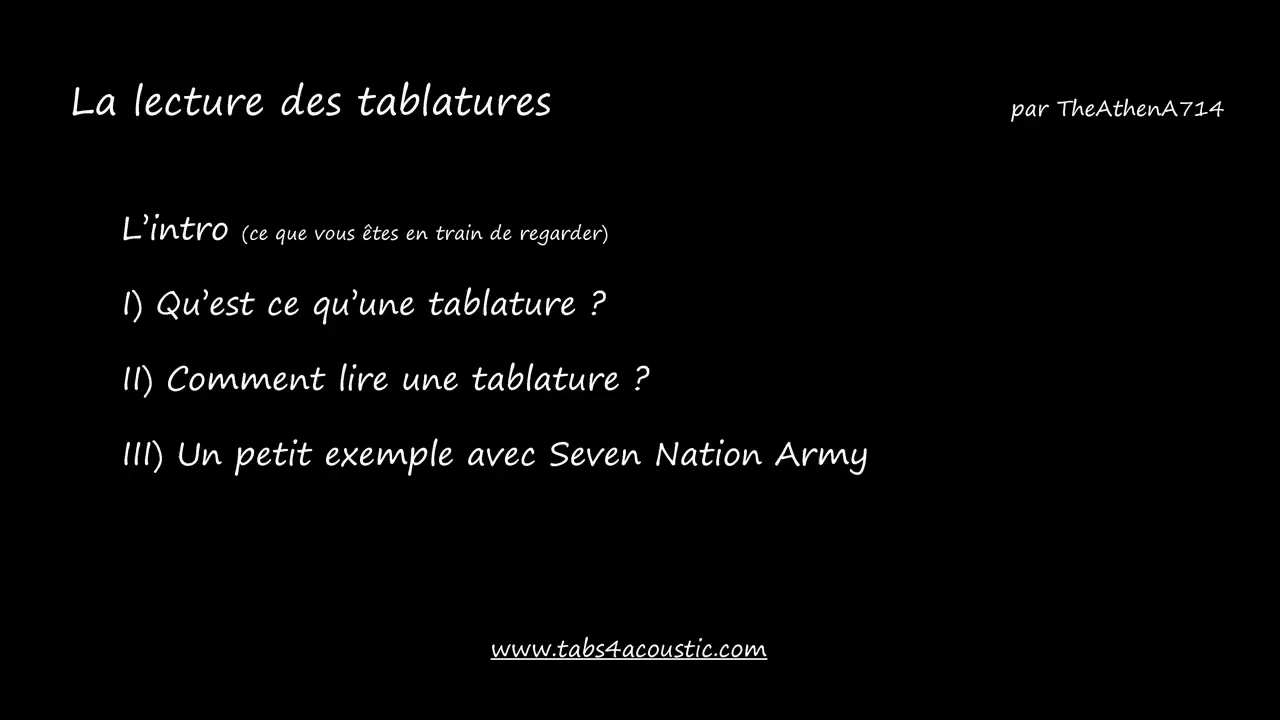 La lecture des tablatures
par TheAthenA714
L’intro (ce que vous êtes en train de regarder)
I) Qu’est ce qu’une tablature ?
II) Comment lire une tablature ?
III) Un petit exemple avec Seven Nation Army
www.tabs4acoustic.com